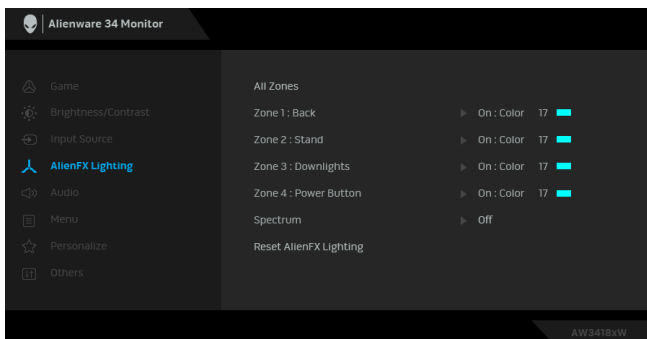 Alienware 34 Monitor
Game
All Zones
Brightness/Contrast
Zone 1 : Back On : Color 17
Input Source
Zone 2 : Stand On : Color 17
AlienFX Lighting
Zone 3 : Downlights On : Color 17
Audio
Zone 4 : Power Button On : Color 17
Menu
Spectrum Off
Personalize
Reset AlienFX Lighting
Others
AW3418xW